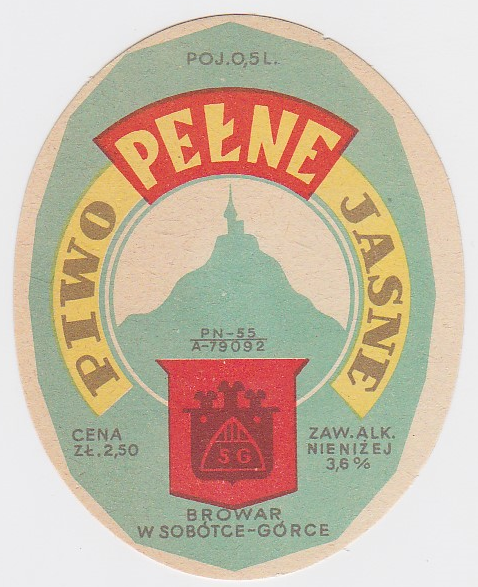 POJ. 0,5 L.
PIWO PEŁNE JASNE
PN-55
A-79092
SG
CENA
ZŁ. 2,50
ZAW. ALK.
NIENIŻEJ
3,6 %
BROWAR
W SOBÓTCE-GÓRCE